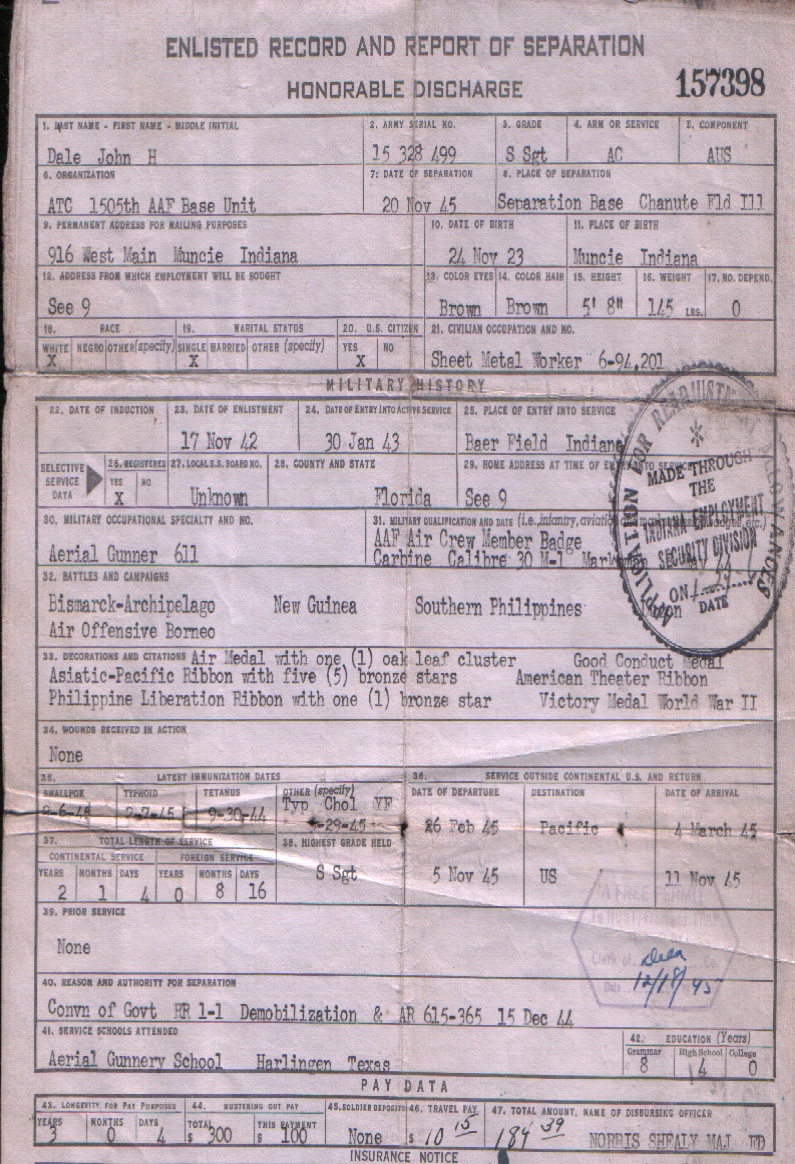 ENLISTED RECORD AND REPORT OF SEPARATION
HONORABLE DISCHARGE
157398
1. LAST NAME - FIRST NAME - MIDDLE INITIAL
Dale John H
2. ARMY SERIAL NO.
15 328 499
3. GRADE
S Sgt
4. ARM OR SERVICE
AC
5. COMPONENT
AUS
6. ORGANIZATION
ATC 1505th AAF Base Unit
7. DATE OF SEPARATION
20 Nov 45
8. PLACE OF SEPARATION
Separation Base Chanute Fld Ill
9. PERMANENT ADDRESS FOR MAILING PURPOSES
916 West Main Muncie Indiana
10. DATE OF BIRTH
24 Nov 23
11. PLACE OF BIRTH
Muncie Indiana
12. ADDRESS FROM WHICH EMPLOYMENT WILL BE SOUGHT
See 9
13. COLOR EYES
Brown
14. COLOR HAIR
Brown
15. HEIGHT
5' 8"
16. WEIGHT
145 LBS.
17. NO. DEPEND.
0
18. RACE
WHITE NEGRO OTHER (specify)
X
19. MARITAL STATUS
SINGLE MARRIED OTHER (specify)
X
20. U.S. CITIZEN
YES NO
X
21. CIVILIAN OCCUPATION AND NO.
Sheet Metal Worker 6-94,201
MILITARY HISTORY
22. DATE OF INDUCTION
23. DATE OF ENLISTMENT
17 Nov 42
24. DATE OF ENTRY INTO ACTIVE SERVICE
30 Jan 43
25. PLACE OF ENTRY INTO SERVICE
Baer Field Indiana
SELECTIVE
SERVICE
DATA
26. REGISTERED
YES NO
X
27. LOCAL S.S. BOARD NO.
Unknown
28. COUNTY AND STATE
Florida
29. HOME ADDRESS AT TIME OF ENTRY INTO SERVICE
See 9
30. MILITARY OCCUPATIONAL SPECIALTY AND NO.
Aerial Gunner 611
31. MILITARY QUALIFICATION AND DATE (i.e., infantry, aviation and marksmanship badges, etc.)
AAF Air Crew Member Badge
Carbine Calibre 30 M-1
APPLICATION FOR READJUSTMENT ALLOWANCES
MADE THROUGH
THE
INDIANA EMPLOYMENT
SECURITY DIVISION
ON
DATE
32. BATTLES AND CAMPAIGNS
Bismarck-Archipelago New Guinea Southern Philippines
Air Offensive Borneo
33. DECORATIONS AND CITATIONS Air Medal with one (1) oak leaf cluster Good Conduct Medal
Asiatic-Pacific Ribbon with five (5) bronze stars American Theater Ribbon
Philippine Liberation Ribbon with one (1) bronze star Victory Medal World War II
34. WOUNDS RECEIVED IN ACTION
None
35. LATEST IMMUNIZATION DATES
SMALLPOX
TYPHOID
2-7-45
TETANUS
9-30-44
OTHER (specify)
Typ Chol YF
36. SERVICE OUTSIDE CONTINENTAL U.S. AND RETURN
DATE OF DEPARTURE DESTINATION DATE OF ARRIVAL
26 Feb 45 Pacific 4 March 45
5 Nov 45 US 11 Nov 45
37. TOTAL LENGTH OF SERVICE
CONTINENTAL SERVICE FOREIGN SERVICE
YEARS MONTHS DAYS YEARS MONTHS DAYS
2 1 4 0 8 16
38. HIGHEST GRADE HELD
S Sgt
39. PRIOR SERVICE
None
A FREE PERMIT
Clerk of Co.
12/18/45
40. REASON AND AUTHORITY FOR SEPARATION
Convn of Govt RR 1-1 Demobilization & AR 615-365 15 Dec 44
41. SERVICE SCHOOLS ATTENDED
Aerial Gunnery School Harlingen Texas
42. EDUCATION (Years)
Grammar High School College
8 4 0
PAY DATA
43. LONGEVITY FOR PAY PURPOSES
YEARS MONTHS DAYS
3 0 4
44. MUSTERING OUT PAY
TOTAL THIS PAYMENT
$ 300 $ 100
45. SOLDIER DEPOSITS
None
46. TRAVEL PAY
$ 10 15
47. TOTAL AMOUNT, NAME OF DISBURSING OFFICER
184 39 NORRIS SHEALY MAJ FD
INSURANCE NOTICE